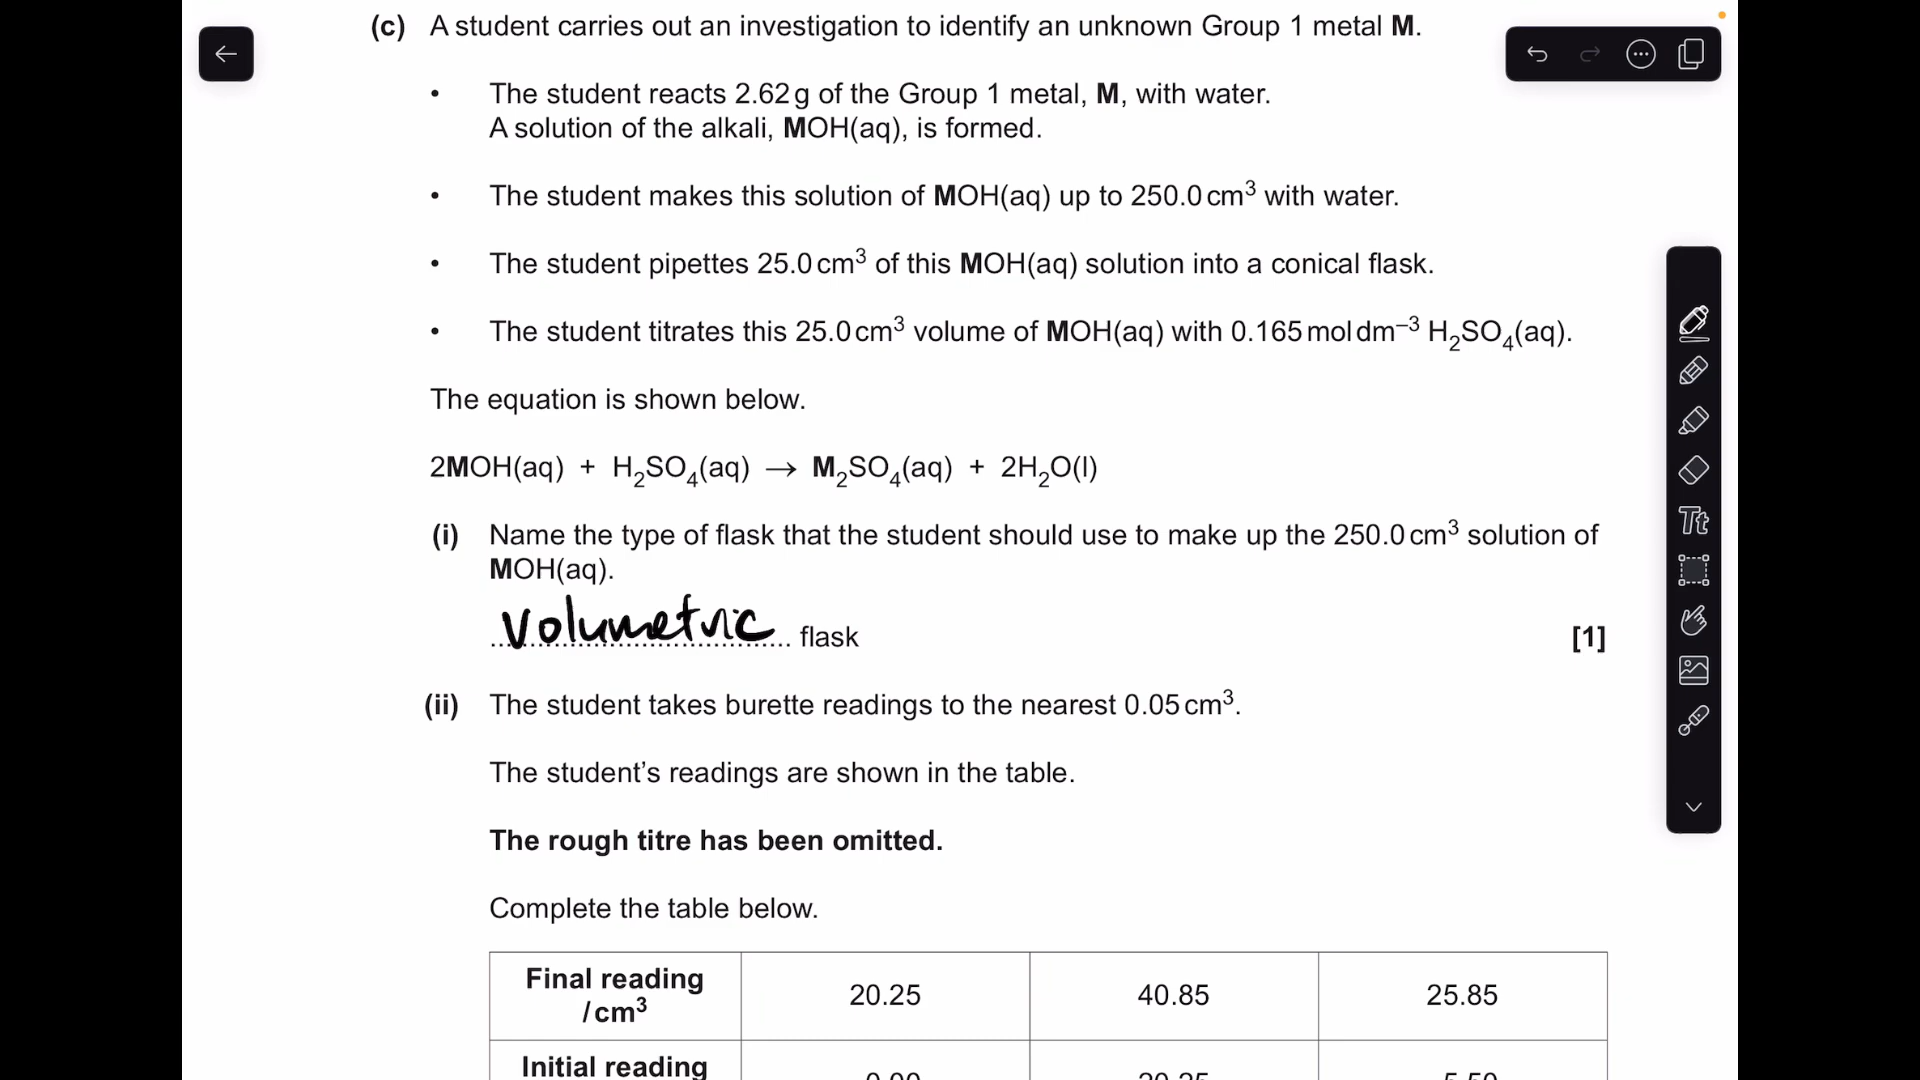 (c) A student carries out an investigation to identify an unknown Group 1 metal M.
• The student reacts 2.62 g of the Group 1 metal, M, with water.
A solution of the alkali, MOH(aq), is formed.
• The student makes this solution of MOH(aq) up to 250.0 cm³ with water.
• The student pipettes 25.0 cm³ of this MOH(aq) solution into a conical flask.
• The student titrates this 25.0 cm³ volume of MOH(aq) with 0.165 mol dm⁻³ H₂SO₄(aq).
The equation is shown below.
2MOH(aq) + H₂SO₄(aq) → M₂SO₄(aq) + 2H₂O(l)
(i) Name the type of flask that the student should use to make up the 250.0 cm³ solution of
MOH(aq).
volumetric flask [1]
(ii) The student takes burette readings to the nearest 0.05 cm³.
The student's readings are shown in the table.
The rough titre has been omitted.
Complete the table below.
Final reading
/cm³ 20.25 40.85 25.85
Initial reading
Tt